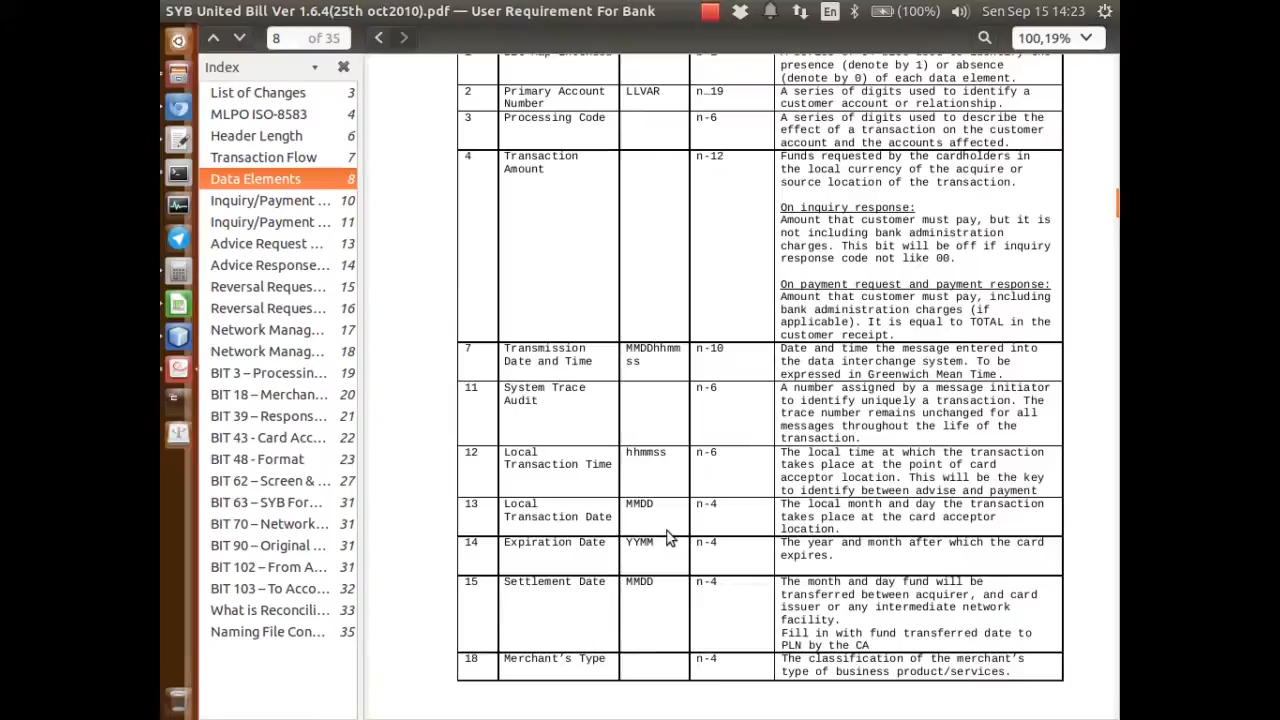 SYB United Bill Ver 1.6.4(25th oct2010).pdf — User Requirement For Bank
En (100%) Sen Sep 15 14:23
8 of 35 100,19%
Index
List of Changes 3
MLPO ISO-8583 4
Header Length 6
Transaction Flow 7
Data Elements 8
Inquiry/Payment ... 10
Inquiry/Payment ... 11
Advice Request ... 13
Advice Response... 14
Reversal Reques... 15
Reversal Reques... 16
Network Manag... 17
Network Manag... 18
BIT 3 – Processin... 19
BIT 18 – Merchan... 20
BIT 39 – Respons... 21
BIT 43 - Card Acc... 22
BIT 48 - Format 23
BIT 62 – Screen & ... 27
BIT 63 – SYB For... 31
BIT 70 – Network... 31
BIT 90 – Original ... 31
BIT 102 – From A... 31
BIT 103 – To Acco... 32
What is Reconcili... 33
Naming File Con... 35
presence (denote by 1) or absence
(denote by 0) of each data element.
2 Primary Account LLVAR n…19 A series of digits used to identify a
Number customer account or relationship.
3 Processing Code n-6 A series of digits used to describe the
effect of a transaction on the customer
account and the accounts affected.
4 Transaction n-12 Funds requested by the cardholders in
Amount the local currency of the acquire or
source location of the transaction.
On inquiry response:
Amount that customer must pay, but it is
not including bank administration
charges. This bit will be off if inquiry
response code not like 00.
On payment request and payment response:
Amount that customer must pay, including
bank administration charges (if
applicable). It is equal to TOTAL in the
customer receipt.
7 Transmission MMDDhhmm n-10 Date and time the message entered into
Date and Time ss the data interchange system. To be
expressed in Greenwich Mean Time.
11 System Trace n-6 A number assigned by a message initiator
Audit to identify uniquely a transaction. The
trace number remains unchanged for all
messages throughout the life of the
transaction.
12 Local hhmmss n-6 The local time at which the transaction
Transaction Time takes place at the point of card
acceptor location. This will be the key
to identify between advise and payment
13 Local MMDD n-4 The local month and day the transaction
Transaction Date takes place at the card acceptor
location.
14 Expiration Date YYMM n-4 The year and month after which the card
expires.
15 Settlement Date MMDD n-4 The month and day fund will be
transferred between acquirer, and card
issuer or any intermediate network
facility.
Fill in with fund transferred date to
PLN by the CA
18 Merchant’s Type n-4 The classification of the merchant’s
type of business product/services.